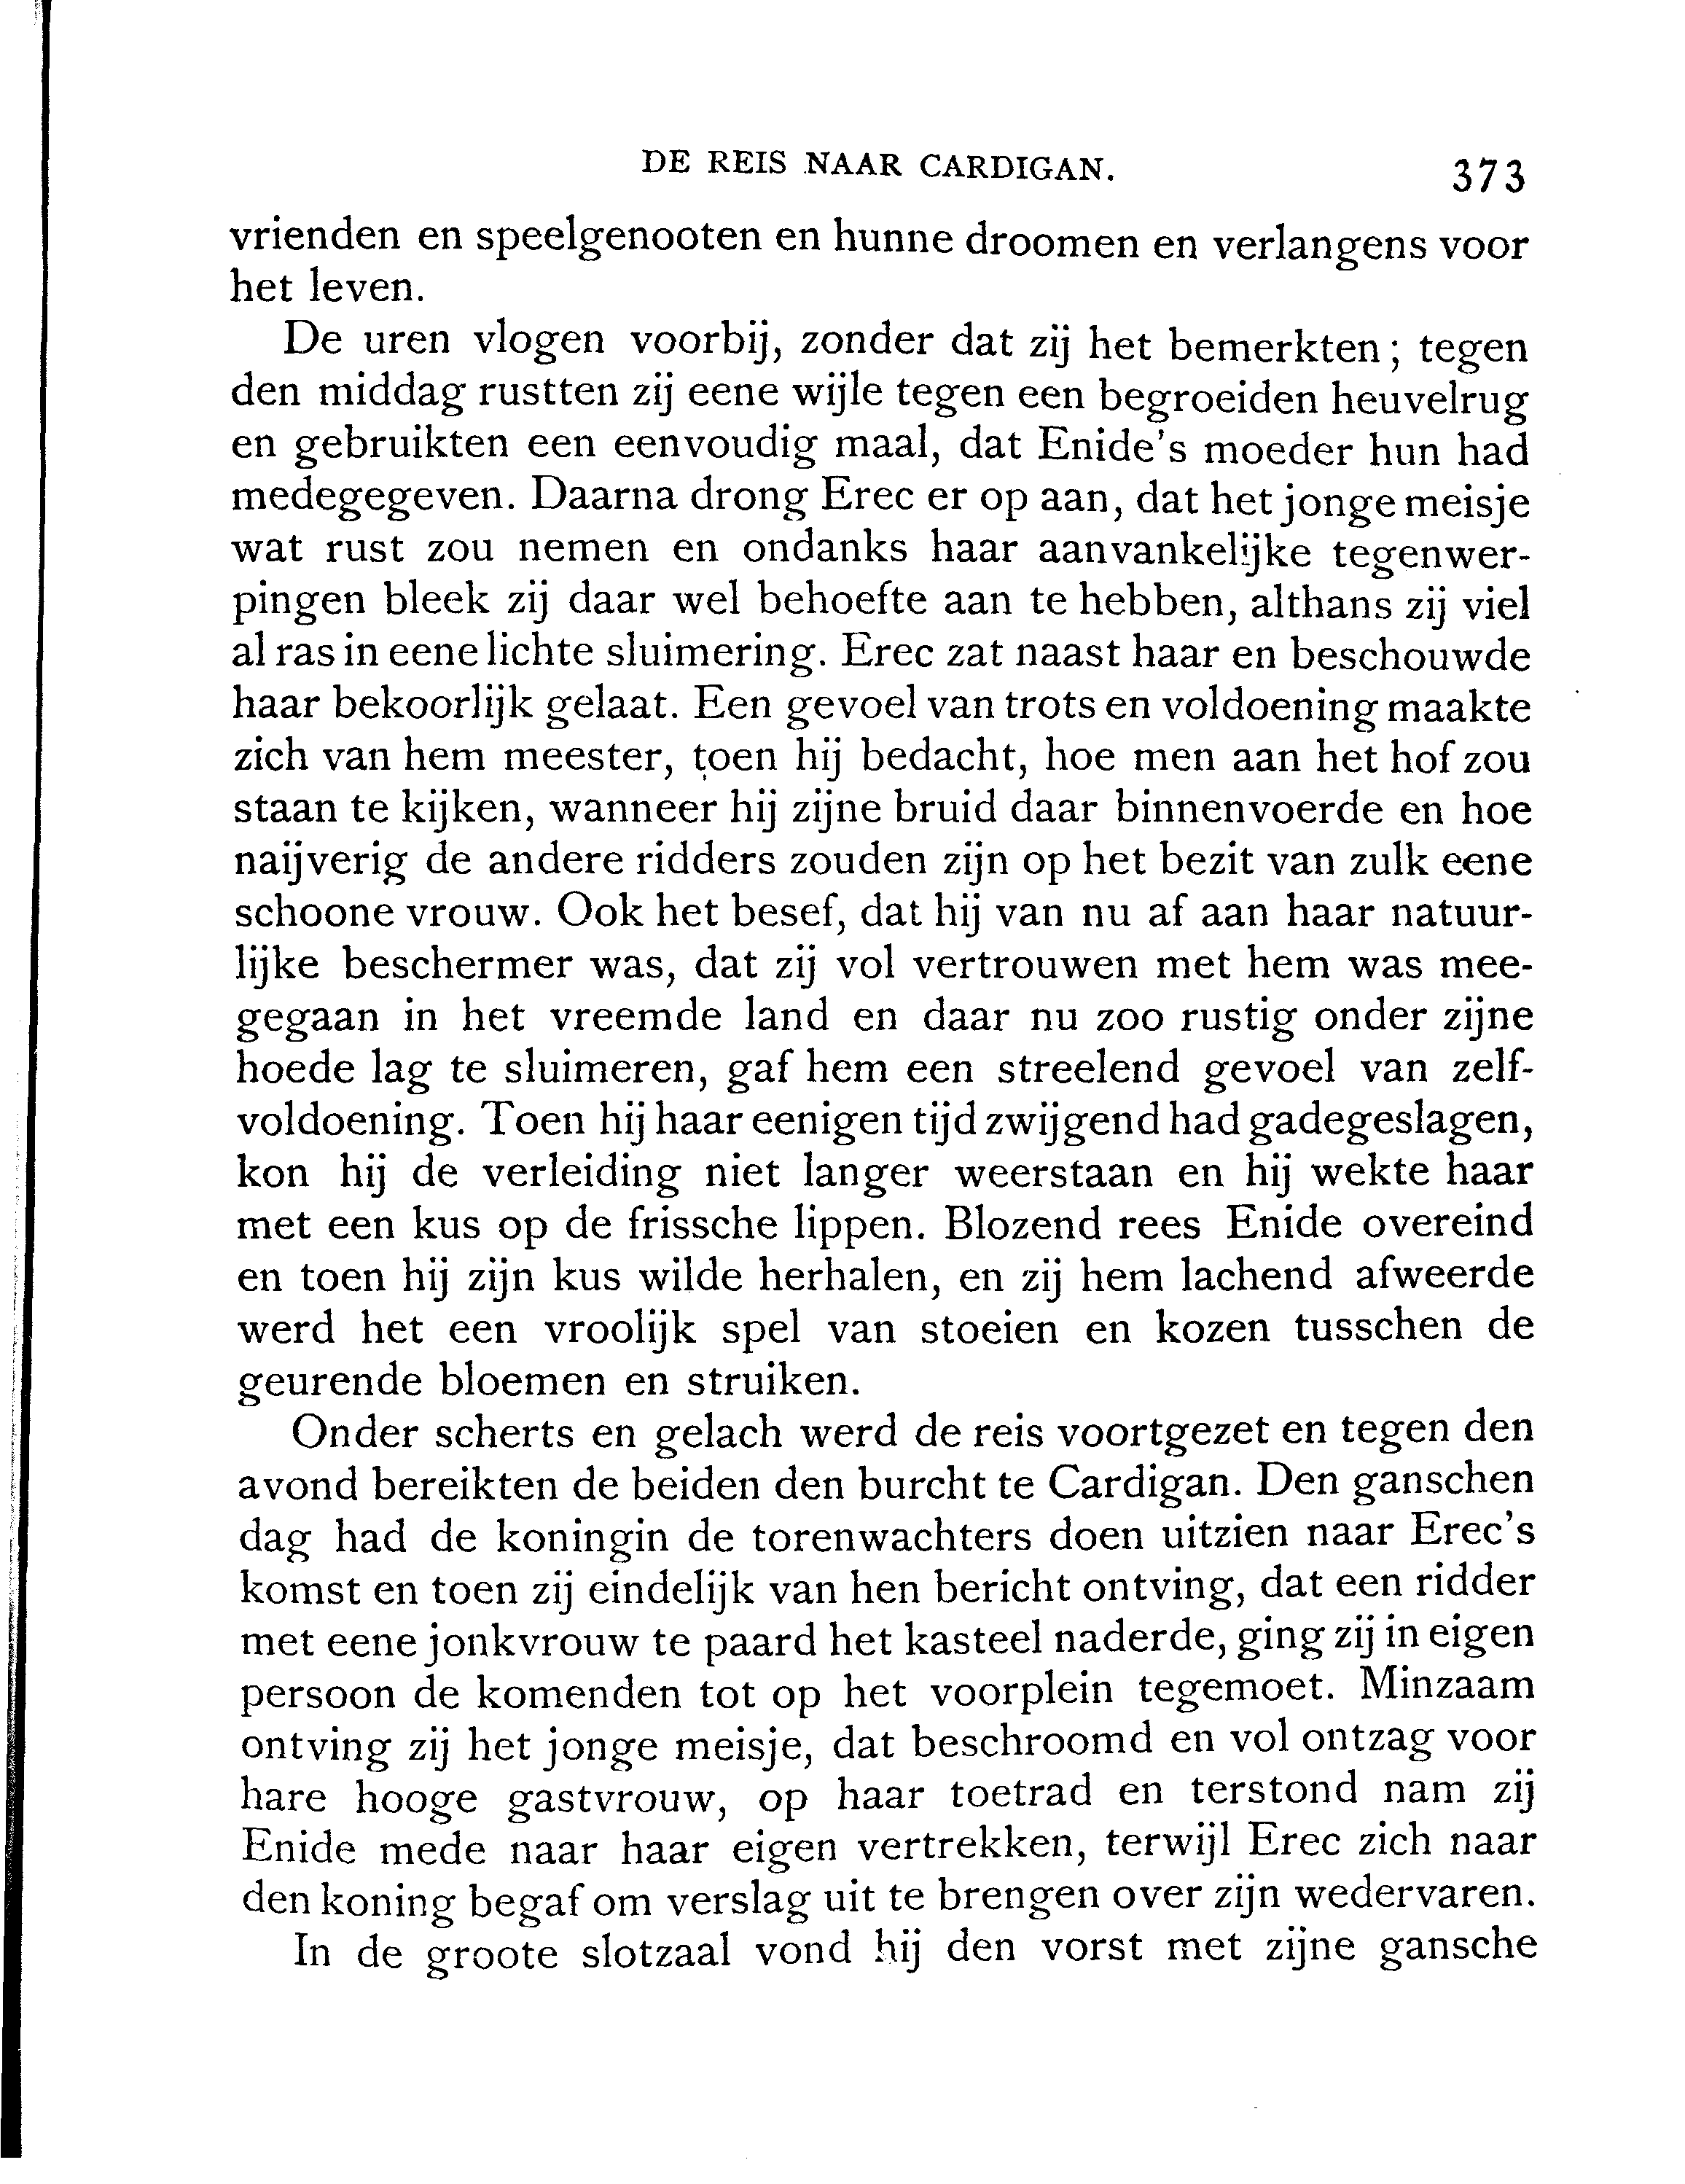 DE REIS NAAR CARDIGAN. 373
vrienden en speelgenooten en hunne droomen en verlangens voor
het leven.
De uren vlogen voorbij, zonder dat zij het bemerkten; tegen
den middag rustten zij eene wijle tegen een begroeiden heuvelrug
en gebruikten een eenvoudig maal, dat Enide's moeder hun had
medegegeven. Daarna drong Erec er op aan, dat het jonge meisje
wat rust zou nemen en ondanks haar aanvankelijke tegenwer-
pingen bleek zij daar wel behoefte aan te hebben, althans zij viel
al ras in eene lichte sluimering. Erec zat naast haar en beschouwde
haar bekoorlijk gelaat. Een gevoel van trots en voldoening maakte
zich van hem meester, toen hij bedacht, hoe men aan het hof zou
staan te kijken, wanneer hij zijne bruid daar binnenvoerde en hoe
naijverig de andere ridders zouden zijn op het bezit van zulk eene
schoone vrouw. Ook het besef, dat hij van nu af aan haar natuur-
lijke beschermer was, dat zij vol vertrouwen met hem was mee-
gegaan in het vreemde land en daar nu zoo rustig onder zijne
hoede lag te sluimeren, gaf hem een streelend gevoel van zelf-
voldoening. Toen hij haar eenigen tijd zwijgend had gadegeslagen,
kon hij de verleiding niet langer weerstaan en hij wekte haar
met een kus op de frissche lippen. Blozend rees Enide overeind
en toen hij zijn kus wilde herhalen, en zij hem lachend afweerde
werd het een vroolijk spel van stoeien en kozen tusschen de
geurende bloemen en struiken.
Onder scherts en gelach werd de reis voortgezet en tegen den
avond bereikten de beiden den burcht te Cardigan. Den ganschen
dag had de koningin de torenwachters doen uitzien naar Erec's
komst en toen zij eindelijk van hen bericht ontving, dat een ridder
met eene jonkvrouw te paard het kasteel naderde, ging zij in eigen
persoon de komenden tot op het voorplein tegemoet. Minzaam
ontving zij het jonge meisje, dat beschroomd en vol ontzag voor
hare hooge gastvrouw, op haar toetrad en terstond nam zij
Enide mede naar haar eigen vertrekken, terwijl Erec zich naar
den koning begaf om verslag uit te brengen over zijn wedervaren.
In de groote slotzaal vond hij den vorst met zijne gansche